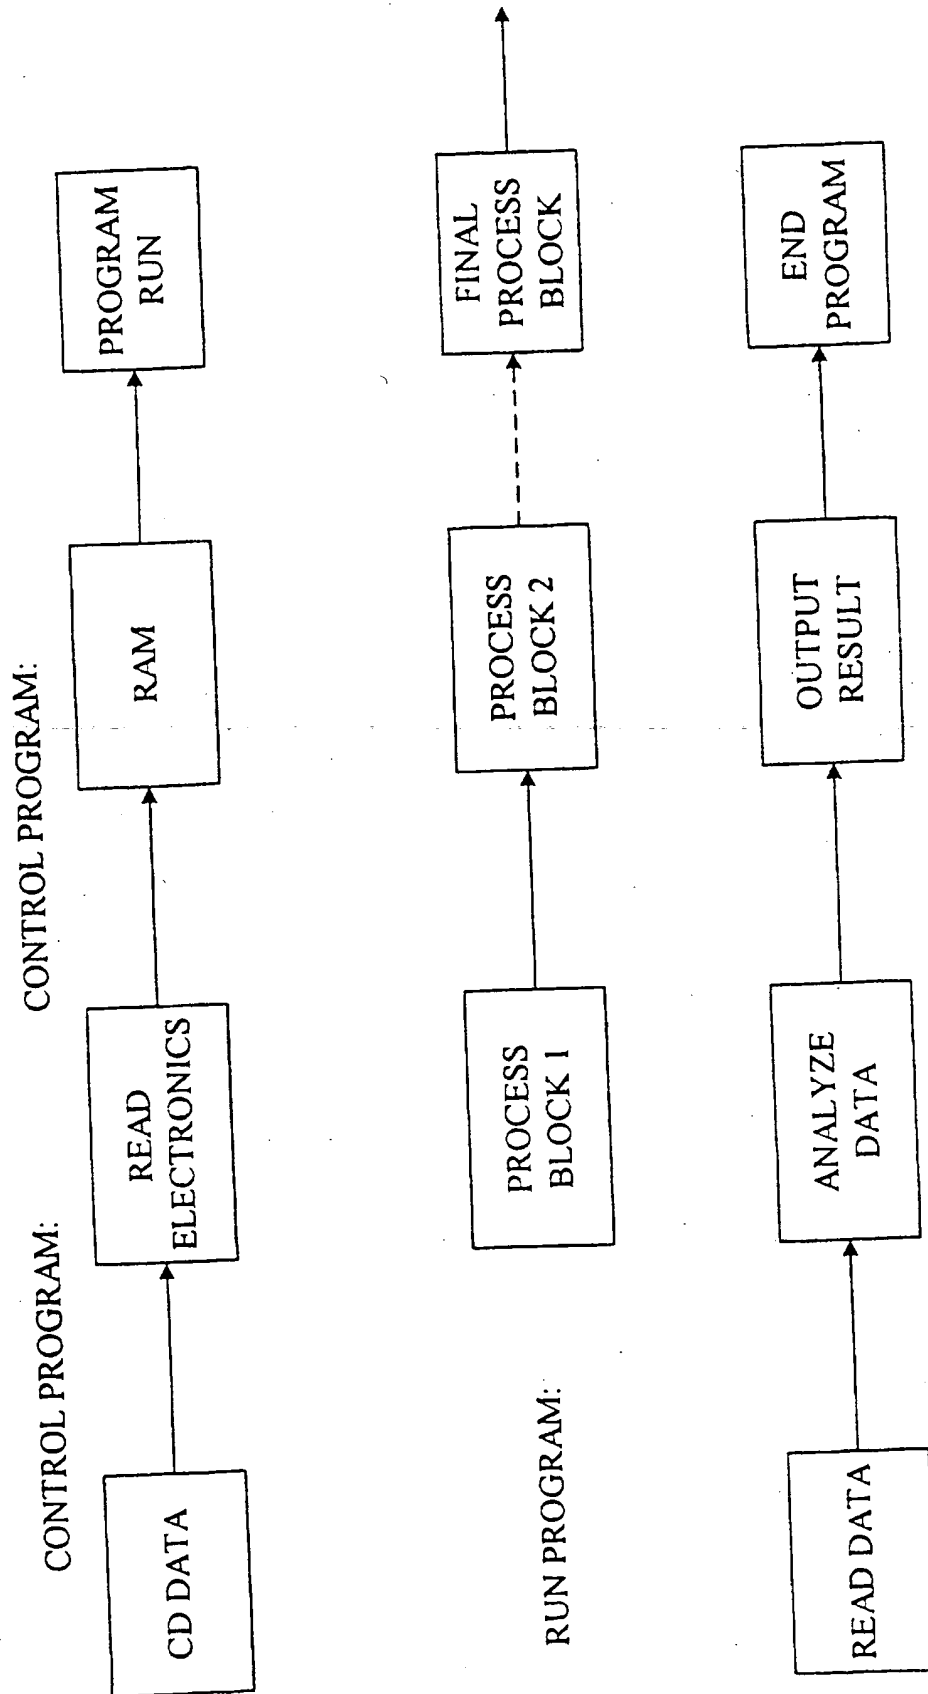 CONTROL PROGRAM:
CONTROL PROGRAM:
CD DATA
READ
ELECTRONICS
RAM
PROGRAM
RUN
RUN PROGRAM:
PROCESS
BLOCK 1
PROCESS
BLOCK 2
FINAL
PROCESS
BLOCK
READ DATA
ANALYZE
DATA
OUTPUT
RESULT
END
PROGRAM